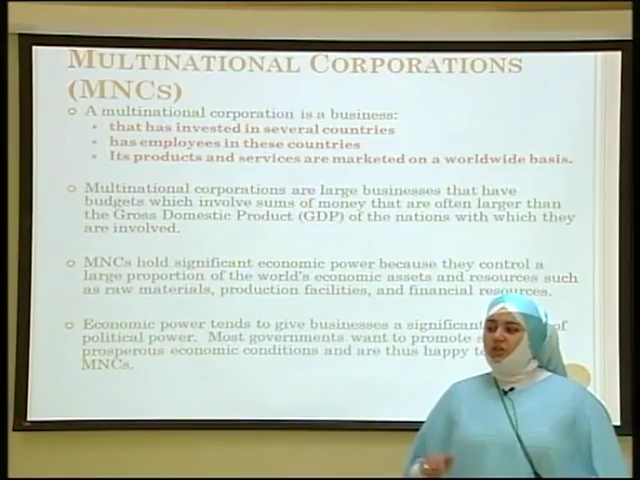 MULTINATIONAL CORPORATIONS
(MNCS)
A multinational corporation is a business:
that has invested in several countries
has employees in these countries
Its products and services are marketed on a worldwide basis.
Multinational corporations are large businesses that have
budgets which involve sums of money that are often larger than
the Gross Domestic Product (GDP) of the nations with which they
are involved.
MNCs hold significant economic power because they control a
large proportion of the world's economic assets and resources such
as raw materials, production facilities, and financial resources.
Economic power tends to give businesses a significant of
political power. Most governments want to promote
prosperous economic conditions and are thus happy
MNCs.